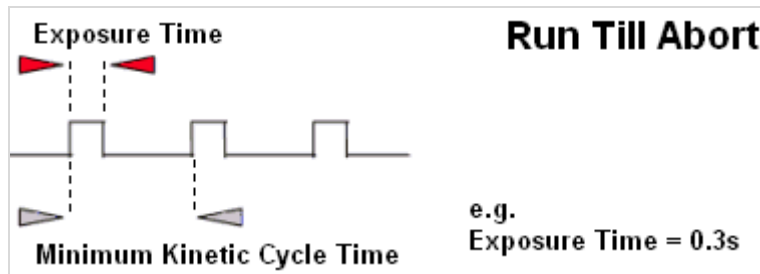 Exposure Time
Run Till Abort
Minimum Kinetic Cycle Time
e.g.
Exposure Time = 0.3s